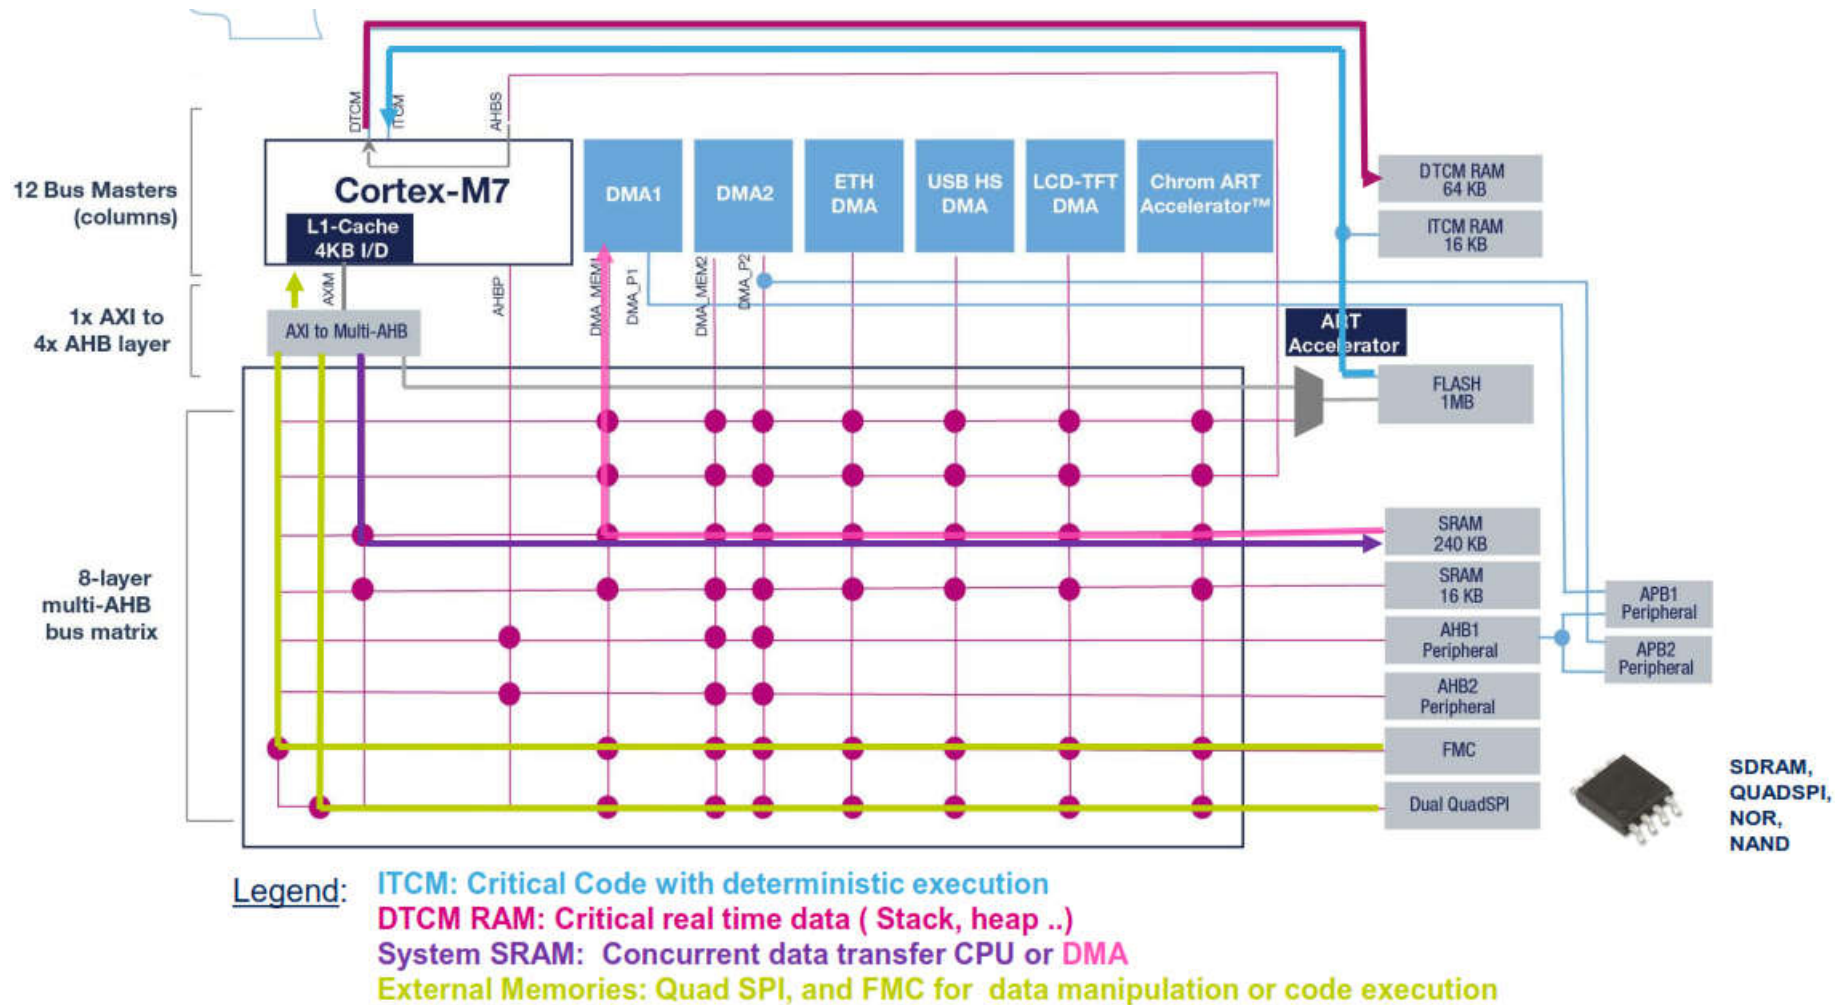 DTCM
ITCM
AHBS
12 Bus Masters
(columns)
Cortex-M7
L1-Cache
4KB I/D
DMA1
DMA2
ETH
DMA
USB HS
DMA
LCD-TFT
DMA
Chrom ART
Accelerator™
DTCM RAM
64 KB
ITCM RAM
16 KB
AXIM
AHBP
DMA_MEM1
DMA_P1
DMA_MEM2
DMA_P2
1x AXI to
4x AHB layer
AXI to Multi-AHB
ART
Accelerator
FLASH
1MB
8-layer
multi-AHB
bus matrix
SRAM
240 KB
SRAM
16 KB
AHB1
Peripheral
AHB2
Peripheral
FMC
Dual QuadSPI
APB1
Peripheral
APB2
Peripheral
SDRAM,
QUADSPI,
NOR,
NAND
Legend:
ITCM: Critical Code with deterministic execution
DTCM RAM: Critical real time data ( Stack, heap ..)
System SRAM: Concurrent data transfer CPU or DMA
External Memories: Quad SPI, and FMC for data manipulation or code execution